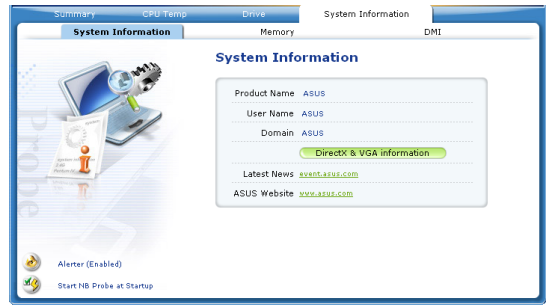 Summary CPU Temp Drive System Information
System Information Memory DMI
System Information
Product Name ASUS
User Name ASUS
Domain ASUS
DirectX & VGA information
Latest News event.asus.com
ASUS Website www.asus.com
Probe
Alerter (Enabled)
Start NB Probe at Startup